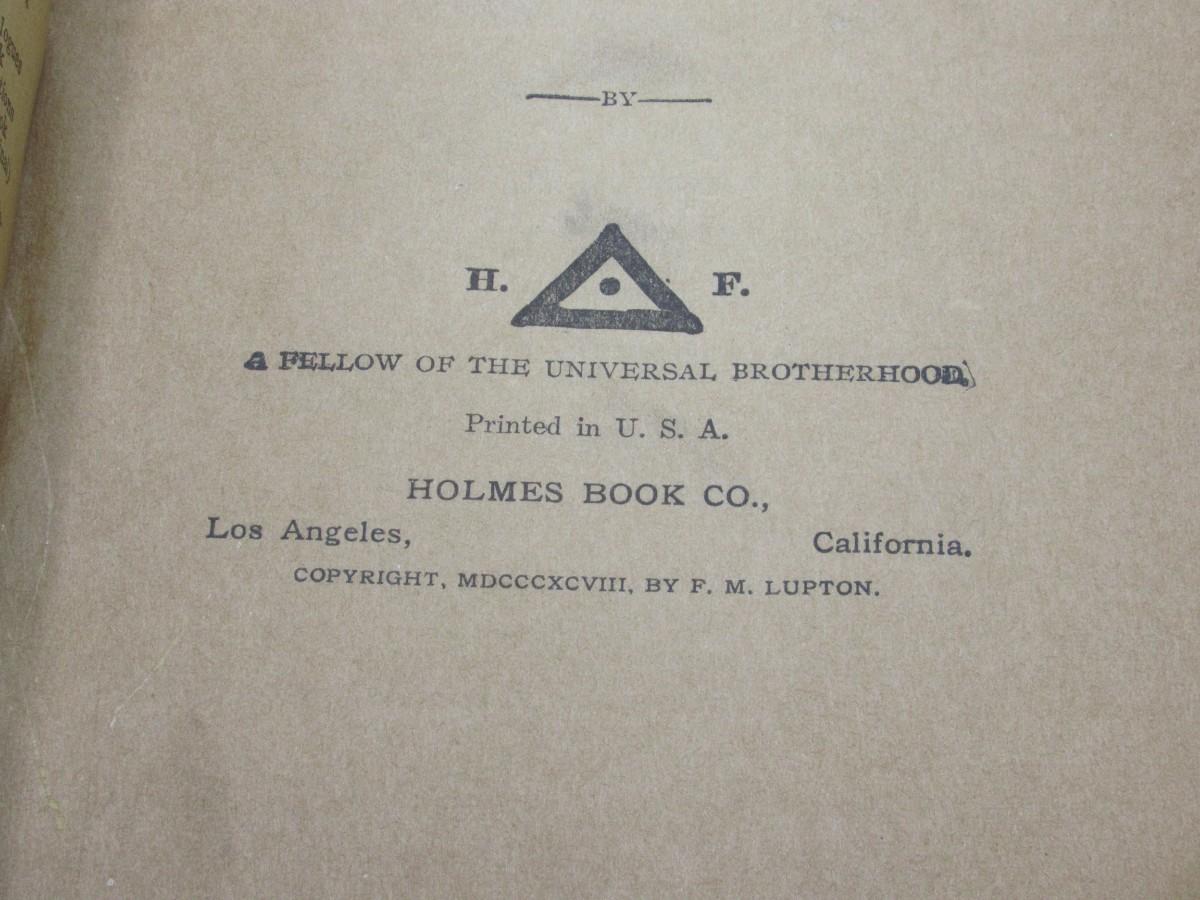 BY
H. F.
A FELLOW OF THE UNIVERSAL BROTHERHOOD.
Printed in U. S. A.
HOLMES BOOK CO.,
Los Angeles, California.
COPYRIGHT, MDCCCXCVIII, BY F. M. LUPTON.